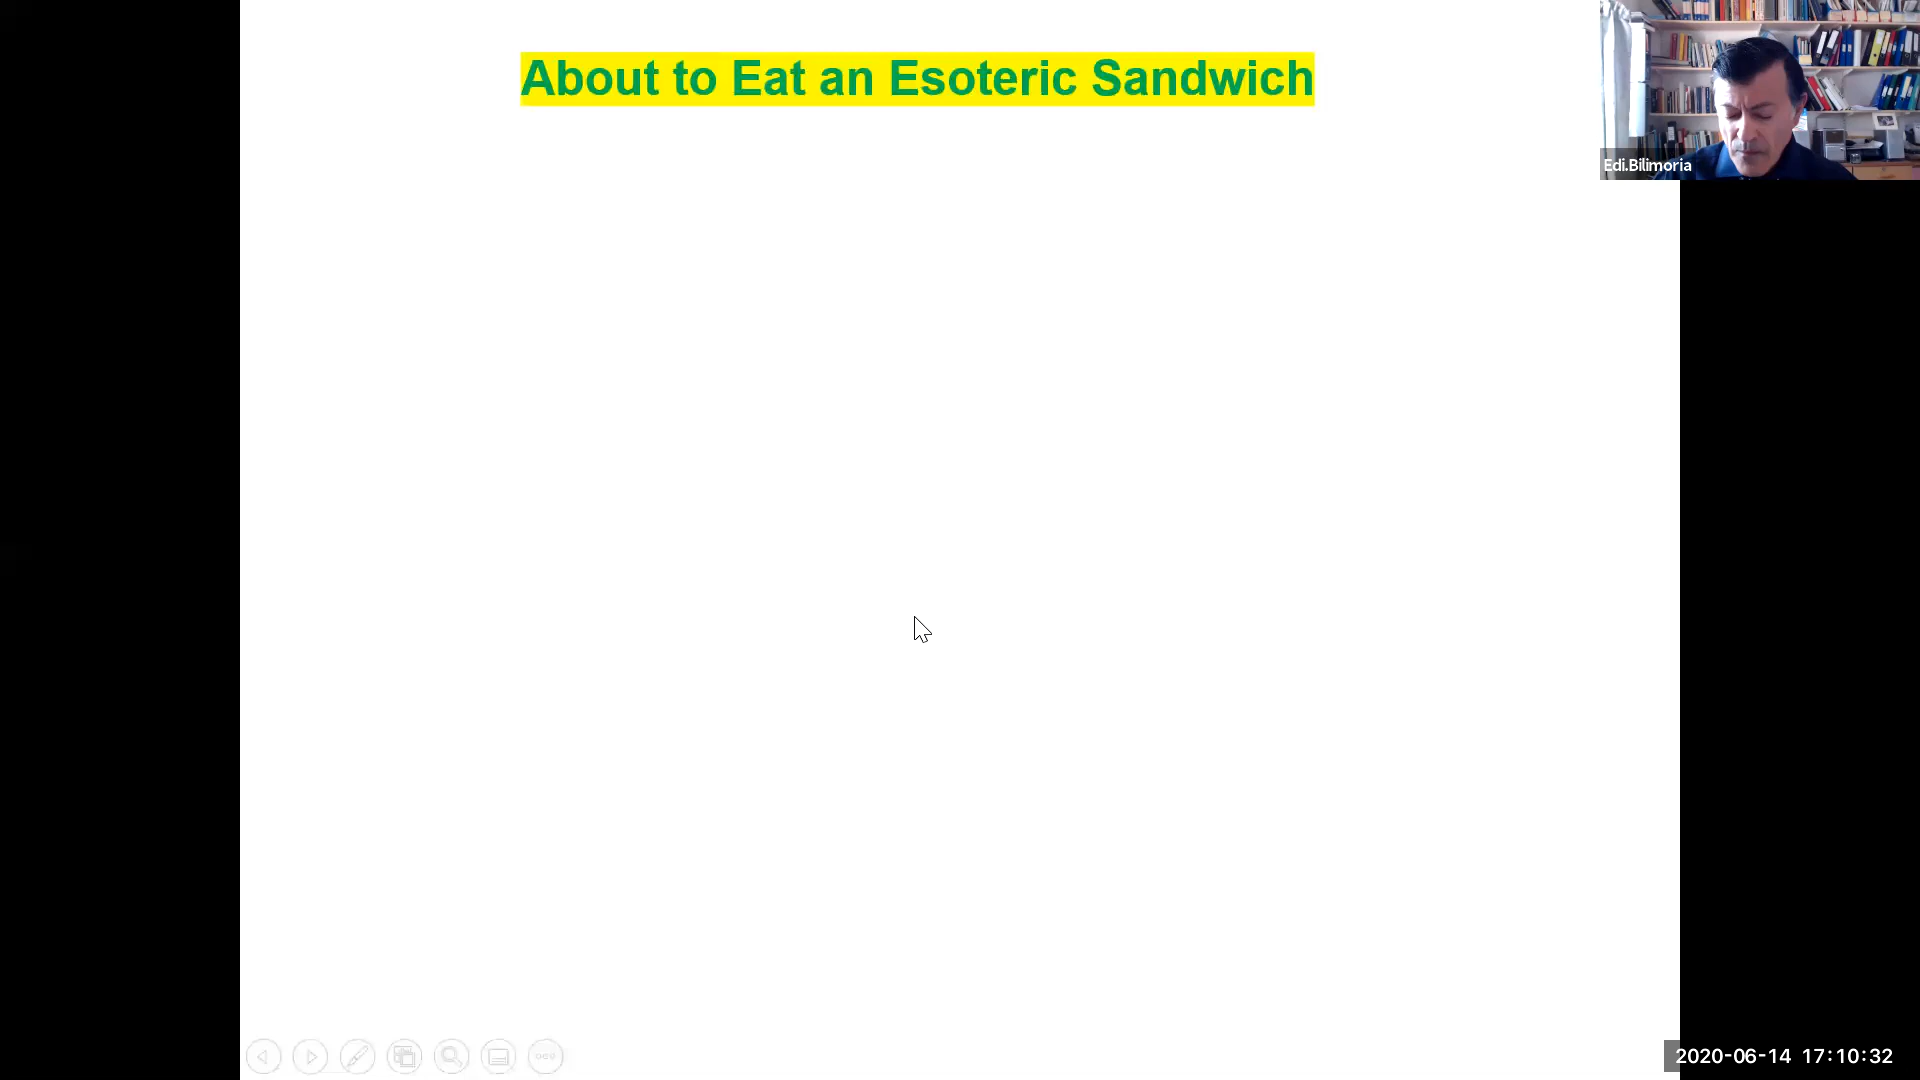 About to Eat an Esoteric Sandwich
Edi.Bilimoria
2020-06-14 17:10:32